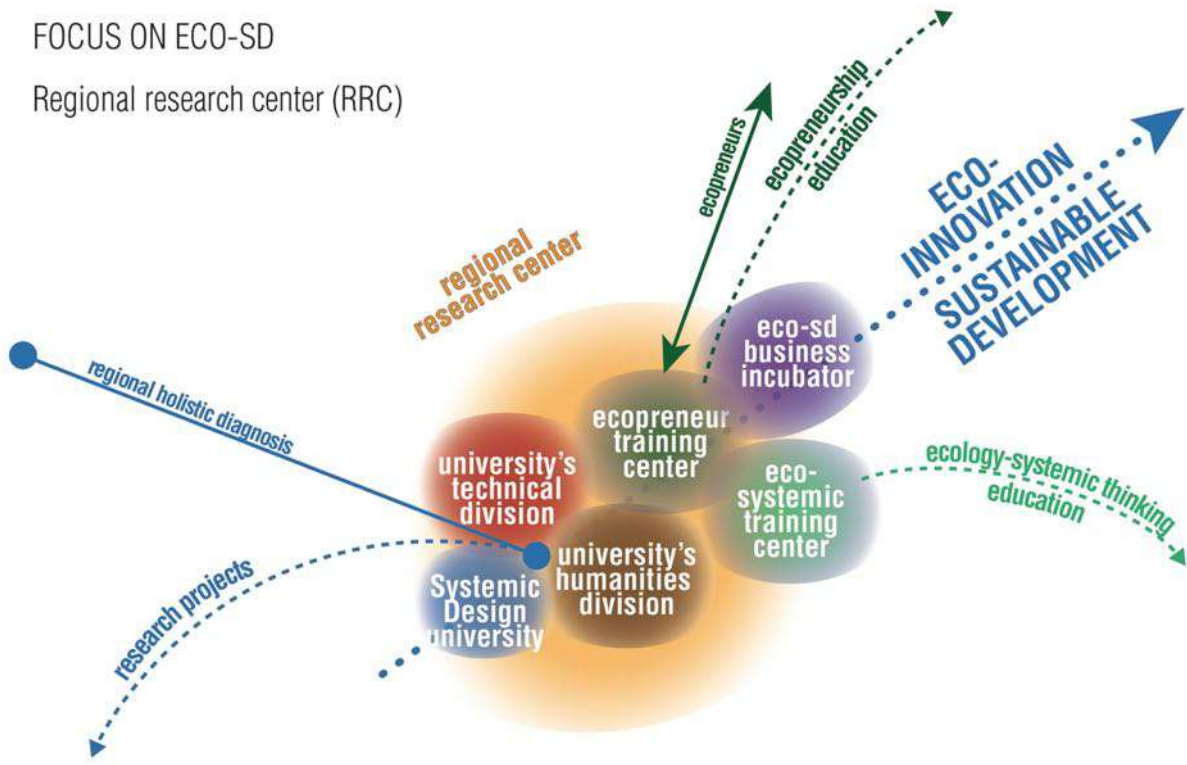 FOCUS ON ECO-SD
Regional research center (RRC)
ecopreneurs
ecopreneurship
education
ECO-
INNOVATION
SUSTAINABLE
DEVELOPMENT
regional
research center
eco-sd
business
incubator
regional holistic diagnosis
ecopreneur
training
center
university's
technical
division
eco-
systemic
training
center
ecology-systemic thinking
education
university's
humanities
division
Systemic
Design
university
research projects